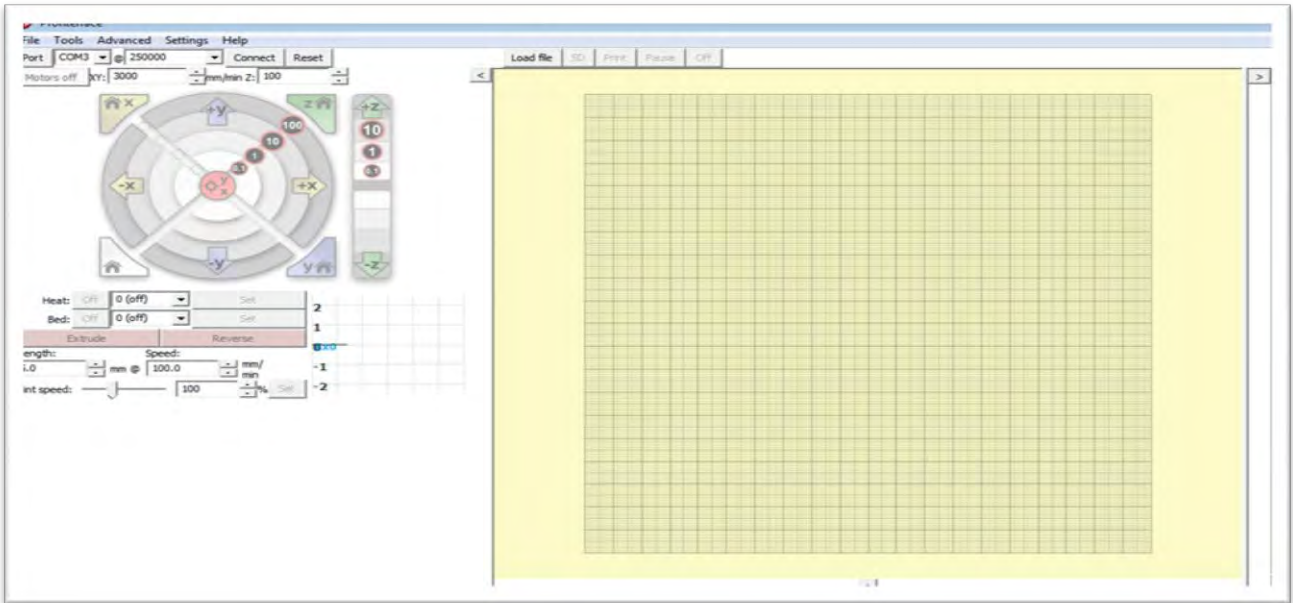 Pronterface
File Tools Advanced Settings Help
Port COM3 @ 250000 Connect Reset
Load file SD Print Pause Off
Motors off XY: 3000 mm/min Z: 100
<
>
x y z
+y
100
10
1
-x
y
x
+x
-y
+z
10
1
-z
Heat: Off 0 (off) Set
Bed: Off 0 (off) Set
Extrude Reverse
ength: Speed:
.0 mm @ 100.0 mm/
min
int speed: 100 % Set
2
1
-1
-2